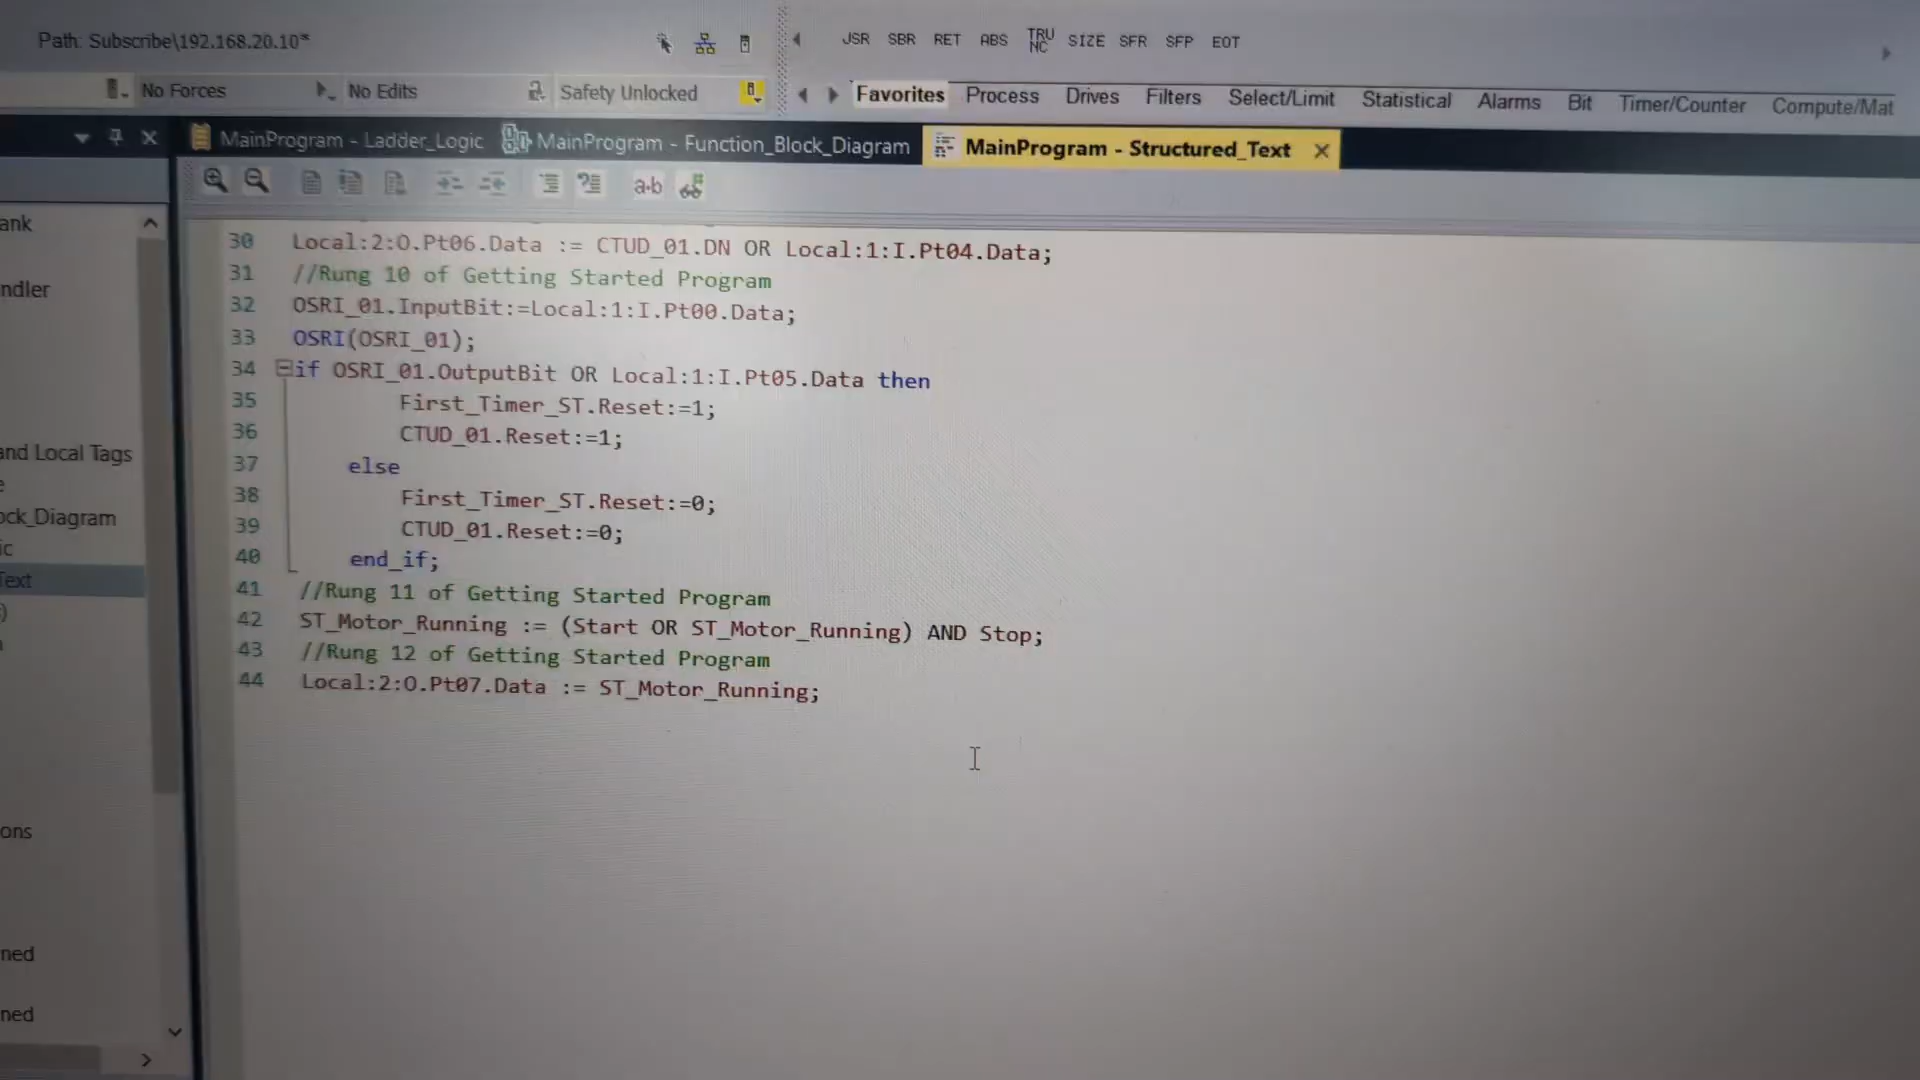 Path: Subscribe\192.168.20.10*
JSR SBR RET ABS TRUNC SIZE SFR SFP EOT
No Forces No Edits Safety Unlocked
Favorites Process Drives Filters Select/Limit Statistical Alarms Bit Timer/Counter Compute/Mat
MainProgram - Ladder_Logic MainProgram - Function_Block_Diagram MainProgram - Structured_Text
a·b
ank
ndler
and Local Tags
e
ock_Diagram
ic
Text
)
ons
ned
ned
30 Local:2:O.Pt06.Data := CTUD_01.DN OR Local:1:I.Pt04.Data;
31 //Rung 10 of Getting Started Program
32 OSRI_01.InputBit:=Local:1:I.Pt00.Data;
33 OSRI(OSRI_01);
34 if OSRI_01.OutputBit OR Local:1:I.Pt05.Data then
35 First_Timer_ST.Reset:=1;
36 CTUD_01.Reset:=1;
37 else
38 First_Timer_ST.Reset:=0;
39 CTUD_01.Reset:=0;
40 end_if;
41 //Rung 11 of Getting Started Program
42 ST_Motor_Running := (Start OR ST_Motor_Running) AND Stop;
43 //Rung 12 of Getting Started Program
44 Local:2:O.Pt07.Data := ST_Motor_Running;